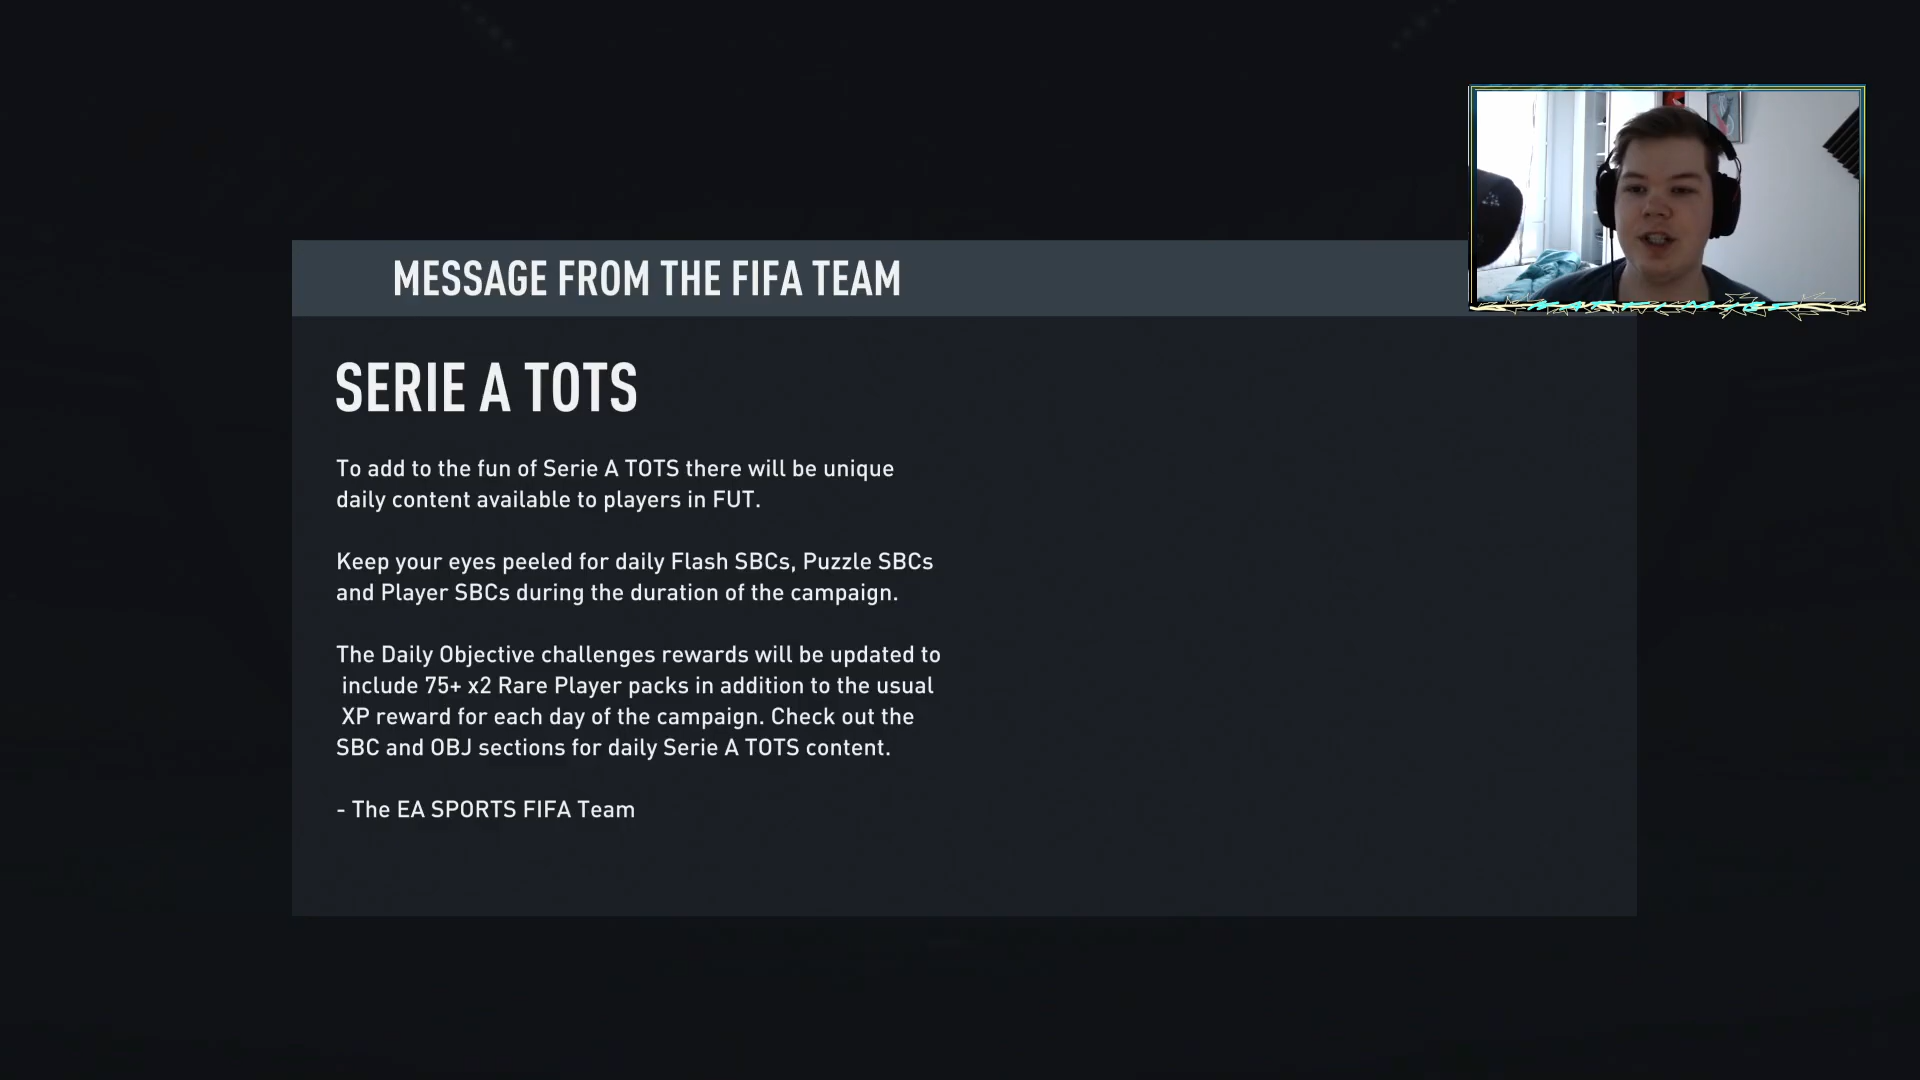 MESSAGE FROM THE FIFA TEAM
SERIE A TOTS
To add to the fun of Serie A TOTS there will be unique
daily content available to players in FUT.
Keep your eyes peeled for daily Flash SBCs, Puzzle SBCs
and Player SBCs during the duration of the campaign.
The Daily Objective challenges rewards will be updated to
include 75+ x2 Rare Player packs in addition to the usual
XP reward for each day of the campaign. Check out the
SBC and OBJ sections for daily Serie A TOTS content.
- The EA SPORTS FIFA Team